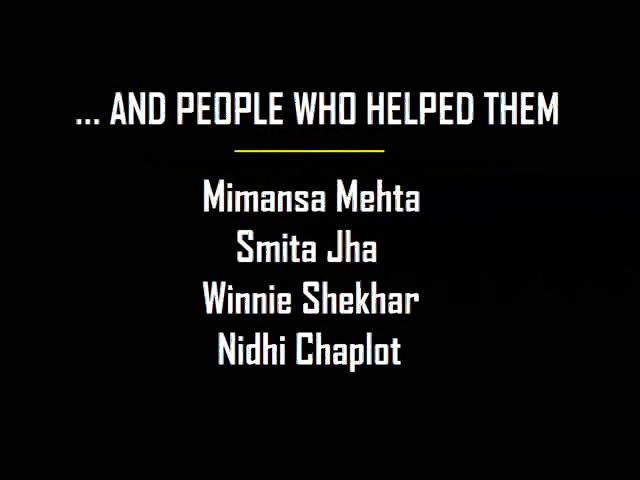 ... AND PEOPLE WHO HELPED THEM
Mimansa Mehta
Smita Jha
Winnie Shekhar
Nidhi Chaplot